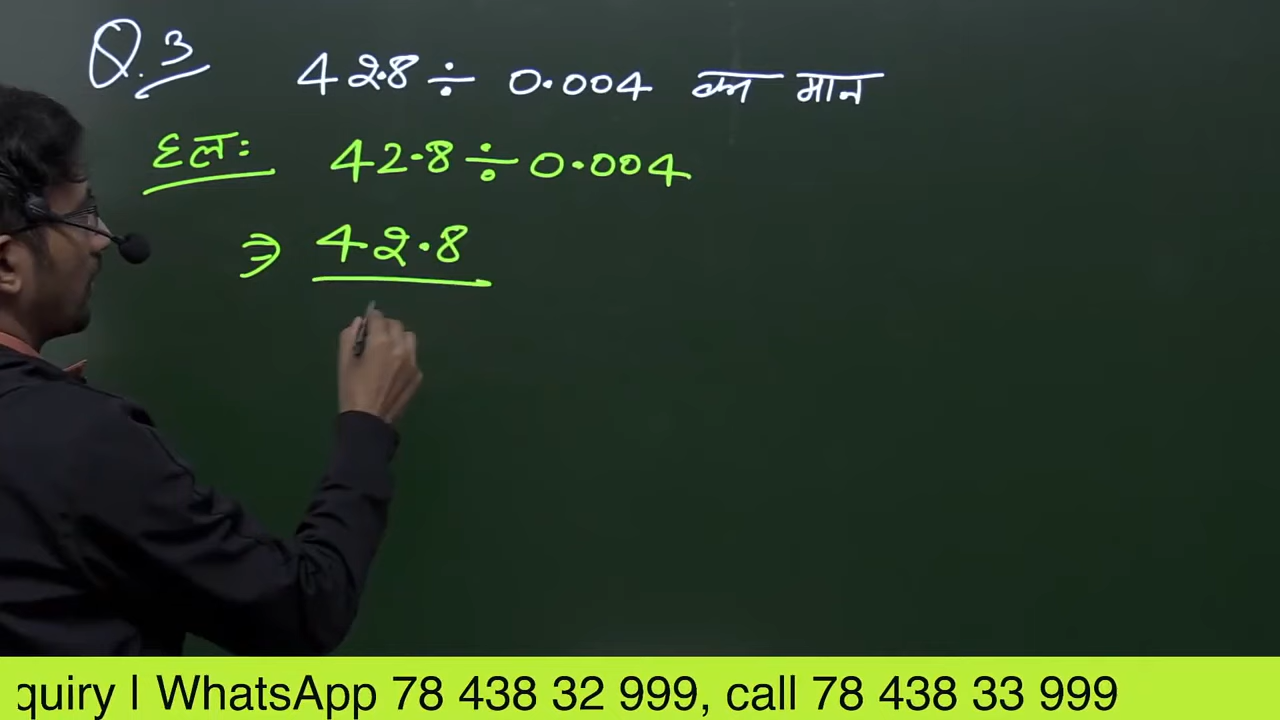 Q.3 42.8 ÷ 0.004 का मान
हल: 42.8 ÷ 0.004
⇒ 42.8
quiry | WhatsApp 78 438 32 999, call 78 438 33 999